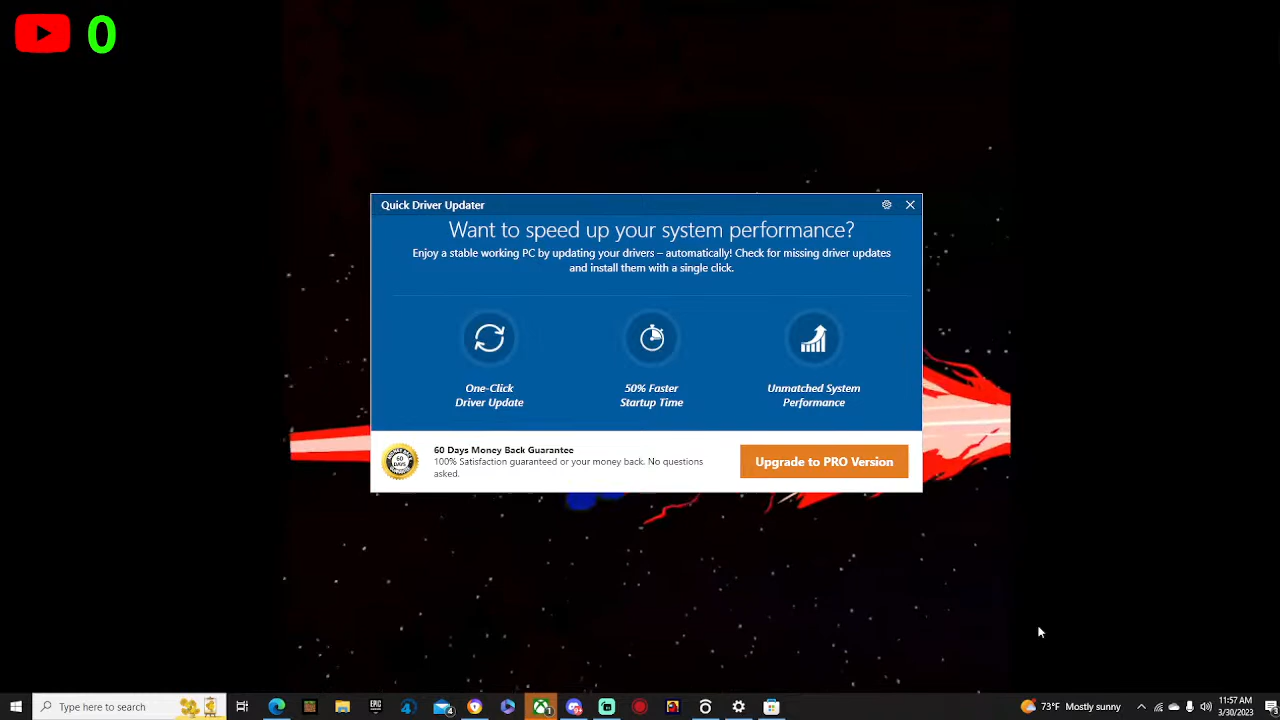 0
Quick Driver Updater
Want to speed up your system performance?
Enjoy a stable working PC by updating your drivers – automatically! Check for missing driver updates
and install them with a single click.
One-Click
Driver Update
50% Faster
Startup Time
Unmatched System
Performance
60 Days Money Back Guarantee
100% Satisfaction guaranteed or your money back. No questions
asked.
Upgrade to PRO Version
Type here to search
73°F Mostly sunny
11:57 AM
3/30/2023